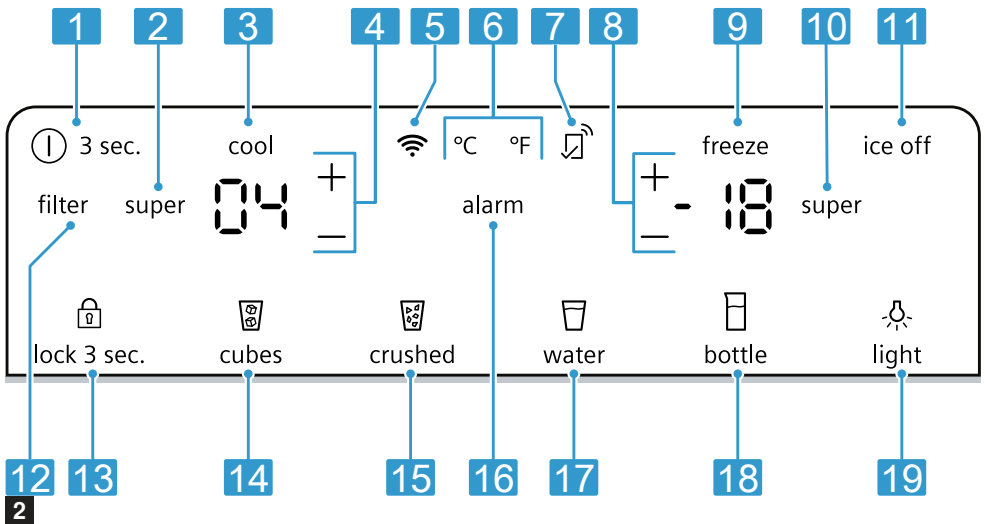 1 2 3 4 5 6 7 8 9 10 11
3 sec. cool °C °F freeze ice off
filter super 04 + − alarm + − -18 super
lock 3 sec. cubes crushed water bottle light
12 13 14 15 16 17 18 19
2